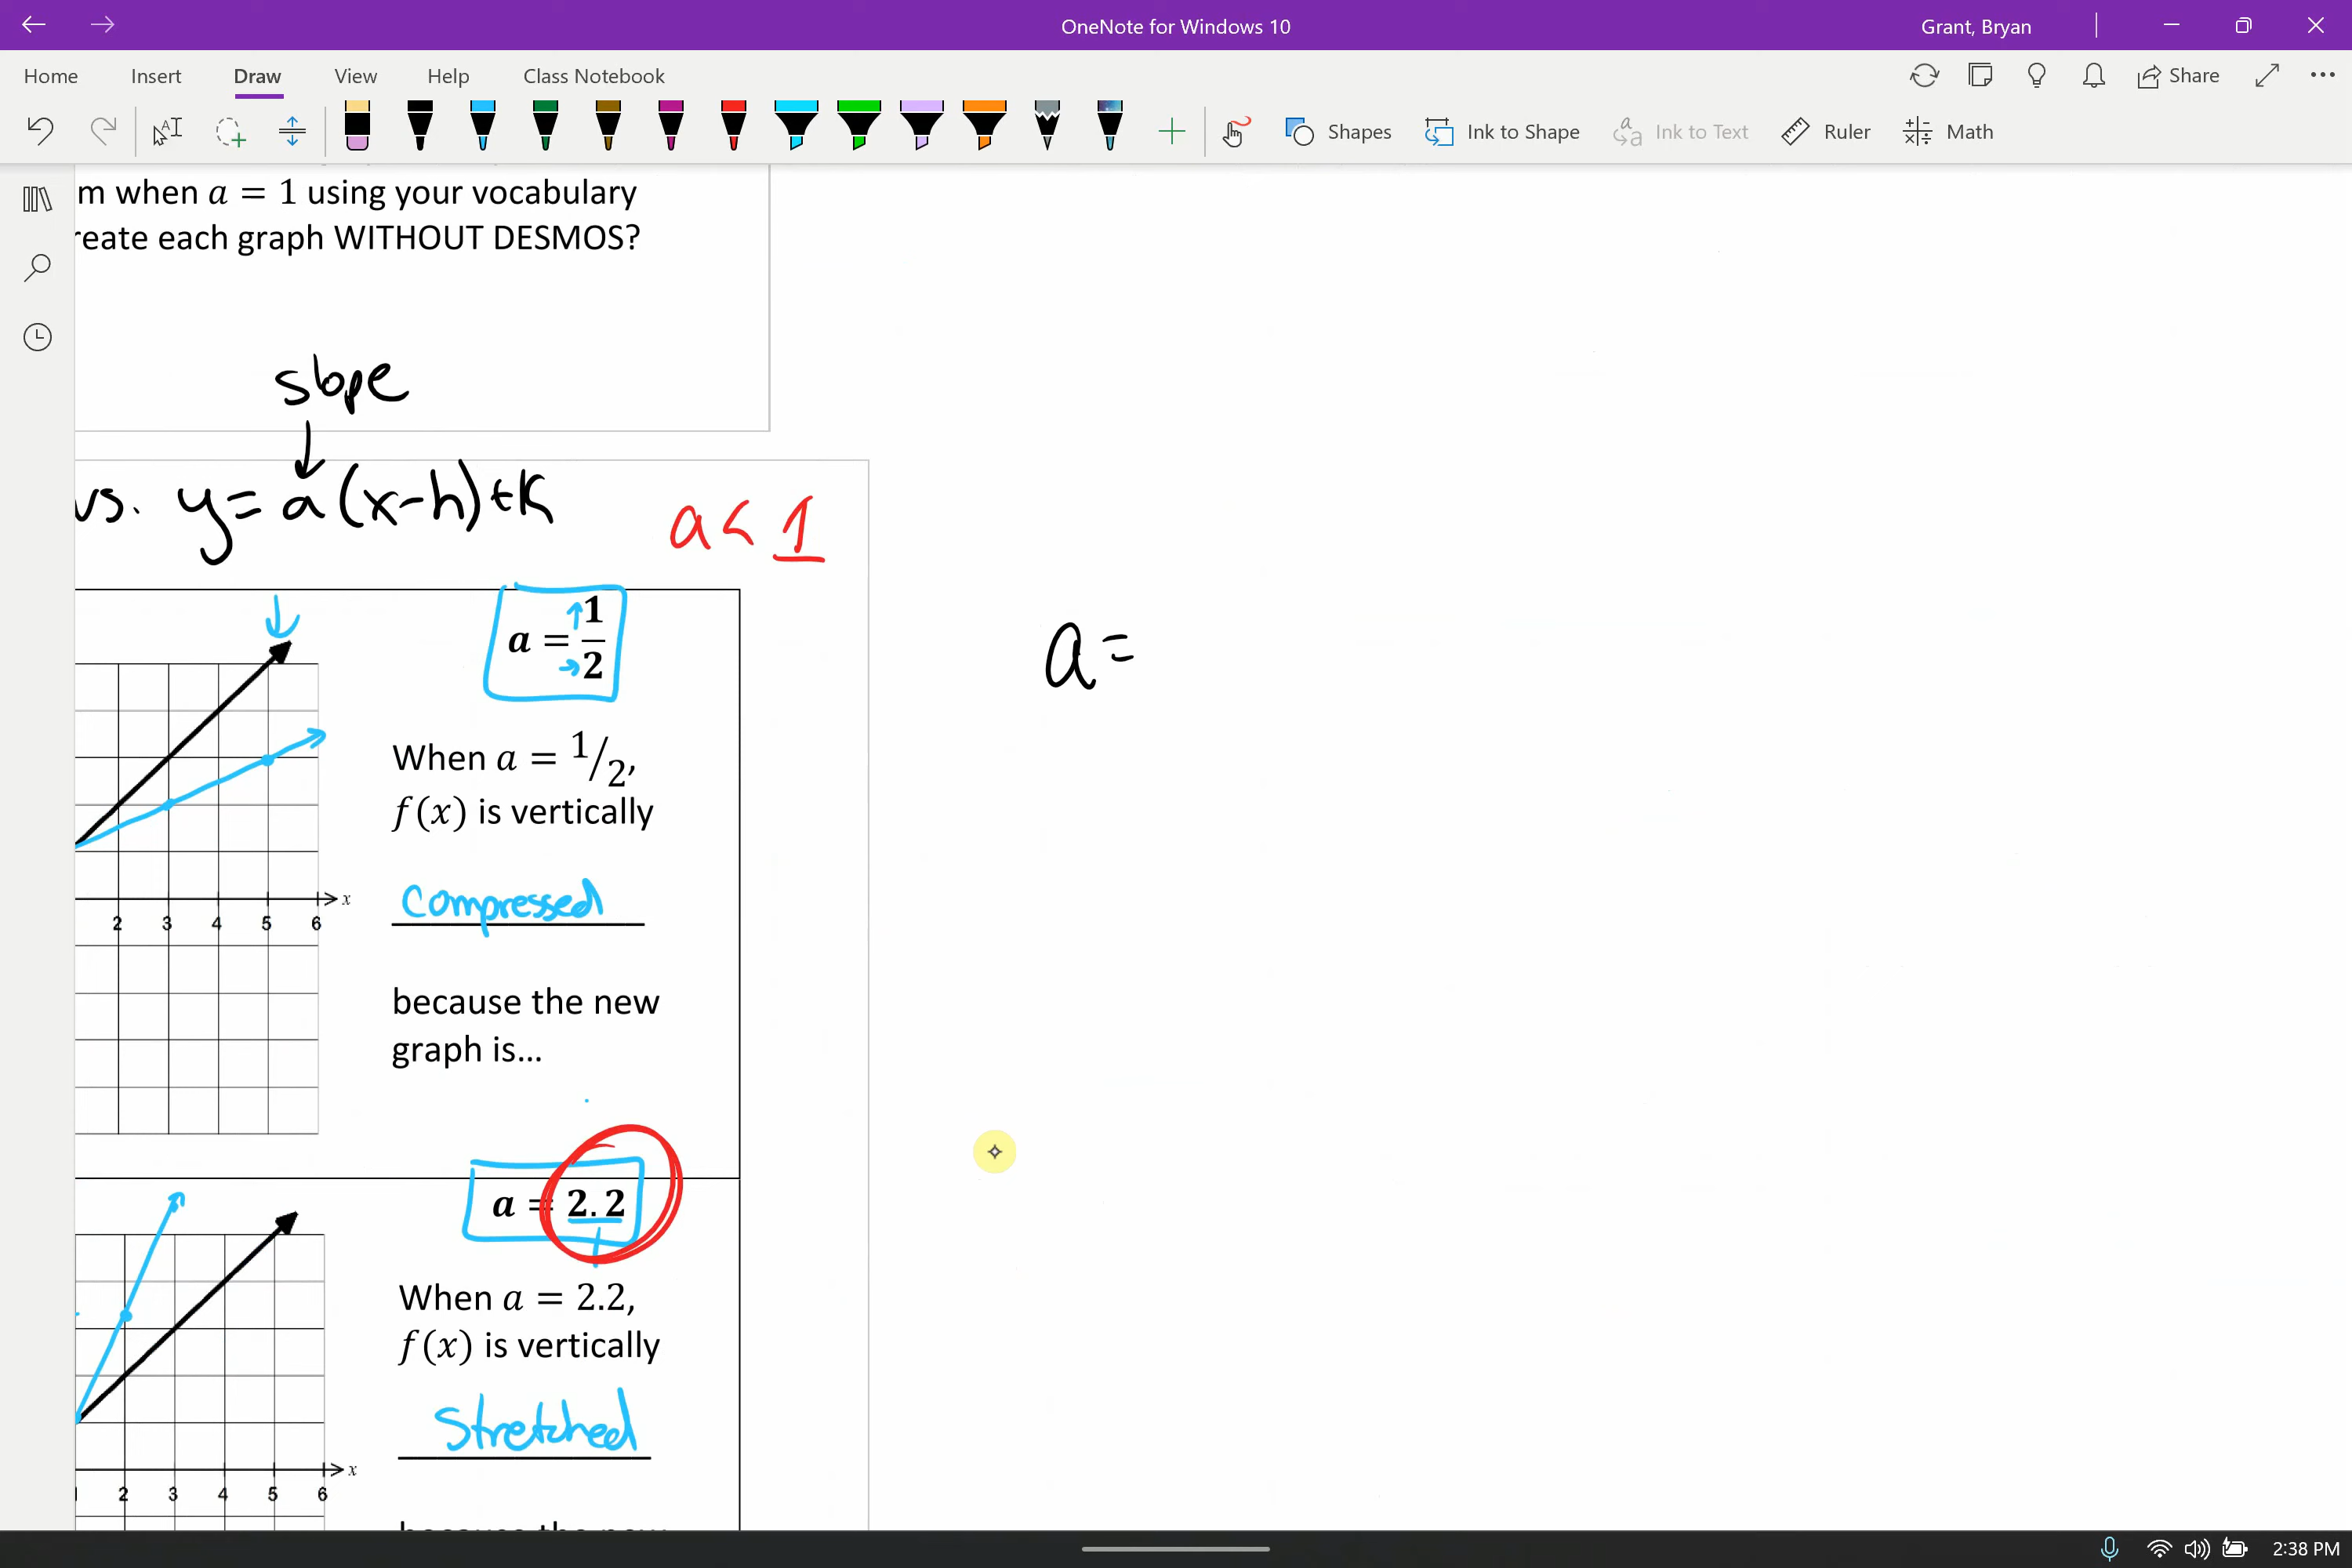 OneNote for Windows 10
Grant, Bryan
Home Insert Draw View Help Class Notebook
Share
Shapes Ink to Shape Ink to Text Ruler Math
m when a = 1 using your vocabulary
reate each graph WITHOUT DESMOS?
slope
vs. y=a(x-h)+k
a < 1
a = 1/2
a =
When a = 1/2,
f(x) is vertically
Compressed
x
2 3 4 5 6
because the new
graph is...
a = 2.2
When a = 2.2,
f(x) is vertically
Stretched
x
2 3 4 5 6
because the new
2:38 PM